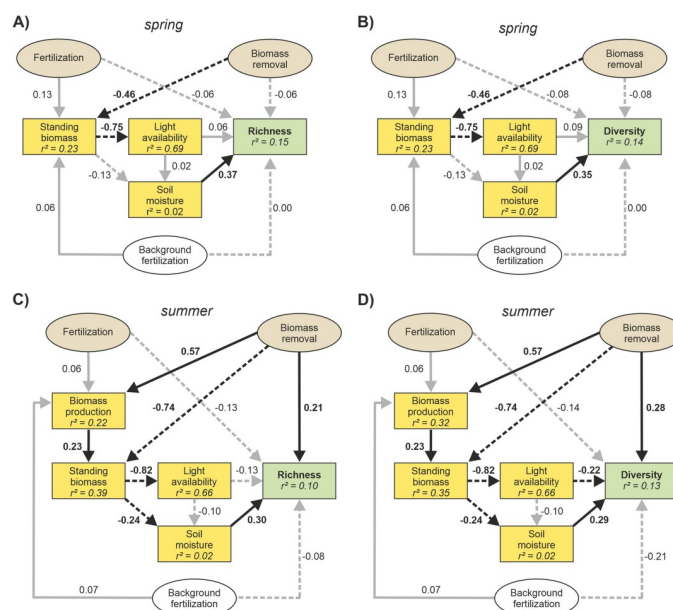 A)
spring
Fertilization
Biomass
removal
0.13
-0.46
-0.06
-0.06
Standing
biomass
r² = 0.23
-0.75
Light
availability
r² = 0.69
0.06
Richness
r² = 0.15
-0.13
0.02
0.37
Soil
moisture
r² = 0.02
0.06
0.00
Background
fertilization
B)
spring
Fertilization
Biomass
removal
0.13
-0.46
-0.08
-0.08
Standing
biomass
r² = 0.23
-0.75
Light
availability
r² = 0.69
0.09
Diversity
r² = 0.14
-0.13
0.02
0.35
Soil
moisture
r² = 0.02
0.06
0.00
Background
fertilization
C)
summer
Fertilization
Biomass
removal
0.06
0.57
Biomass
production
r² = 0.22
-0.74
-0.13
0.21
0.23
Standing
biomass
r² = 0.39
-0.82
Light
availability
r² = 0.66
-0.13
Richness
r² = 0.10
-0.24
-0.10
0.30
Soil
moisture
r² = 0.02
-0.08
0.07
Background
fertilization
D)
summer
Fertilization
Biomass
removal
0.06
0.57
Biomass
production
r² = 0.32
-0.74
-0.14
0.28
0.23
Standing
biomass
r² = 0.35
-0.82
Light
availability
r² = 0.66
-0.22
Diversity
r² = 0.13
-0.24
-0.10
0.29
Soil
moisture
r² = 0.02
-0.21
0.07
Background
fertilization